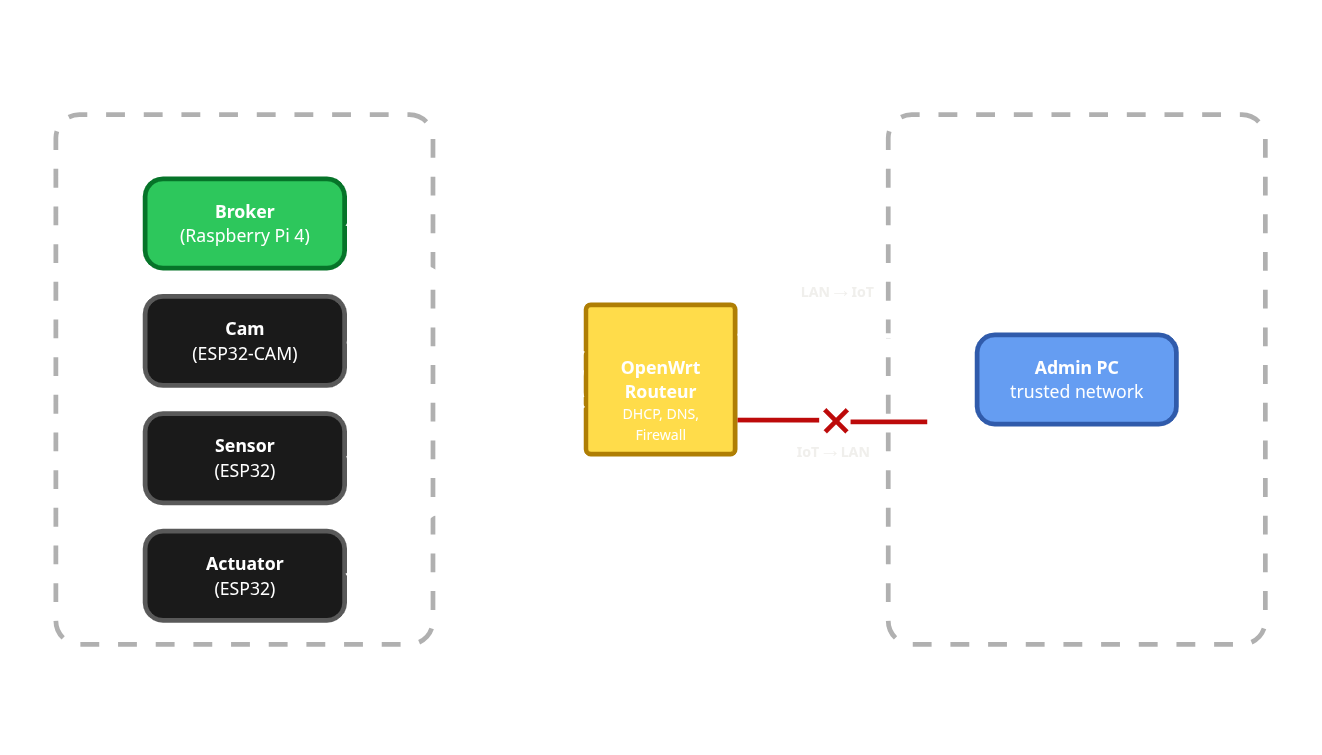 Broker
(Raspberry Pi 4)
Cam
(ESP32-CAM)
Sensor
(ESP32)
Actuator
(ESP32)
OpenWrt
Routeur
DHCP, DNS,
Firewall
LAN → IoT
IoT → LAN
Admin PC
trusted network